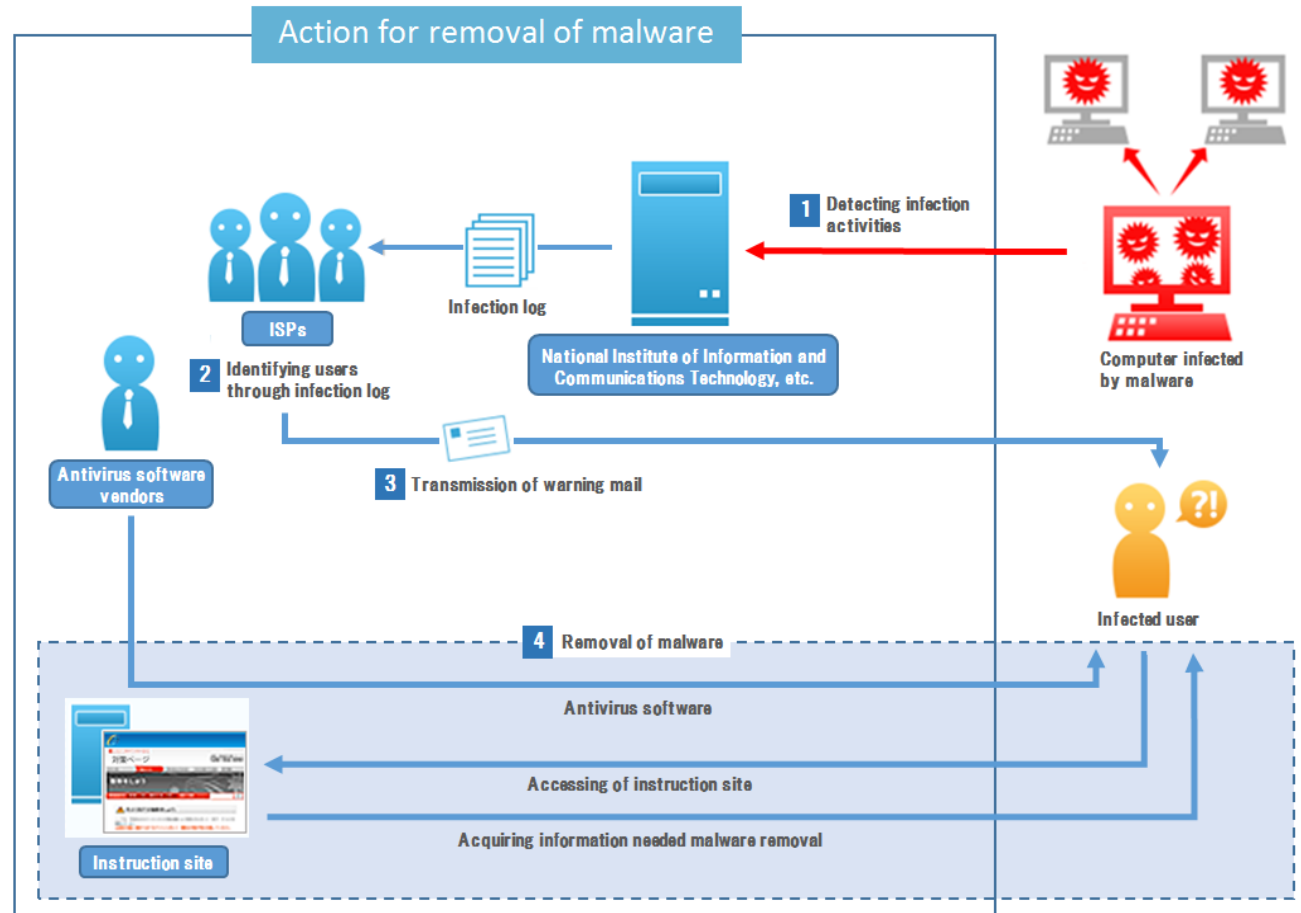 Action for removal of malware
1
Detecting infection
activities
Infection log
ISPs
National Institute of Information and
Communications Technology, etc.
Computer infected
by malware
2
Identifying users
through infection log
Antivirus software
vendors
3
Transmission of warning mail
?!
Infected user
4
Removal of malware
Antivirus software
対策ページ
Accessing of instruction site
Acquiring information needed malware removal
Instruction site